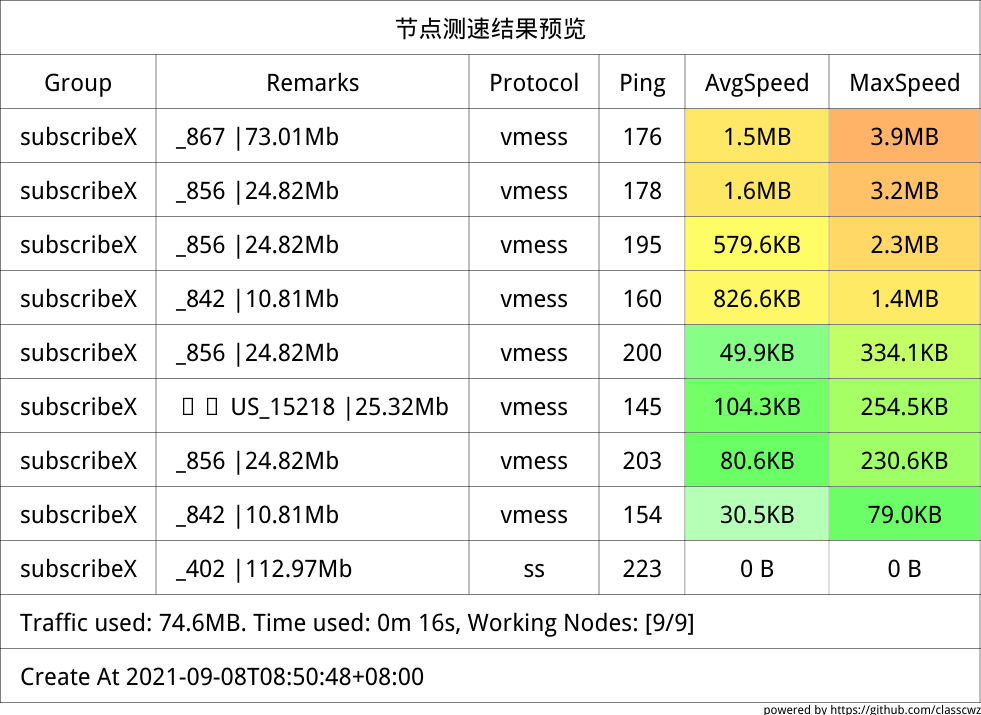 节点测速结果预览
Group Remarks Protocol Ping AvgSpeed MaxSpeed
subscribeX _867 |73.01Mb vmess 176 1.5MB 3.9MB
subscribeX _856 |24.82Mb vmess 178 1.6MB 3.2MB
subscribeX _856 |24.82Mb vmess 195 579.6KB 2.3MB
subscribeX _842 |10.81Mb vmess 160 826.6KB 1.4MB
subscribeX _856 |24.82Mb vmess 200 49.9KB 334.1KB
subscribeX US_15218 |25.32Mb vmess 145 104.3KB 254.5KB
subscribeX _856 |24.82Mb vmess 203 80.6KB 230.6KB
subscribeX _842 |10.81Mb vmess 154 30.5KB 79.0KB
subscribeX _402 |112.97Mb ss 223 0 B 0 B
Traffic used: 74.6MB. Time used: 0m 16s, Working Nodes: [9/9]
Create At 2021-09-08T08:50:48+08:00
powered by https://github.com/classcwz